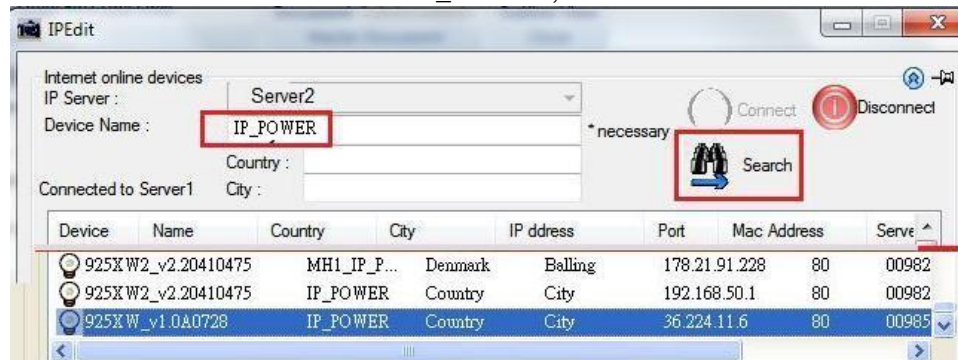 IPEdit
Internet online devices
IP Server : Server2
Connect Disconnect
Device Name : IP_POWER * necessary
Search
Country :
Connected to Server1 City :
Device Name Country City IP ddress Port Mac Address Serve
925XW2_v2.20410475 MH1_IP_P... Denmark Balling 178.21.91.228 80 00982
925XW2_v2.20410475 IP_POWER Country City 192.168.50.1 80 00982
925XW_v1.0A0728 IP_POWER Country City 36.224.11.6 80 00985